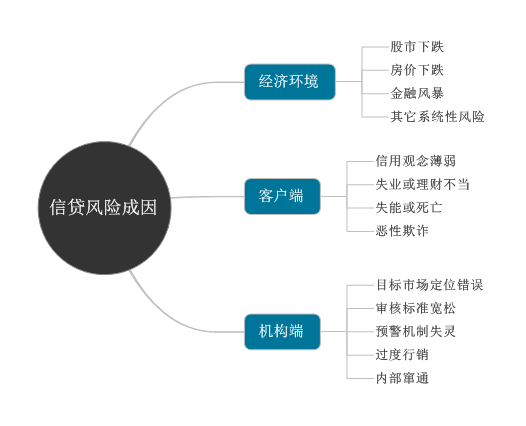 信贷风险成因
经济环境
股市下跌
房价下跌
金融风暴
其它系统性风险
客户端
信用观念薄弱
失业或理财不当
失能或死亡
恶性欺诈
机构端
目标市场定位错误
审核标准宽松
预警机制失灵
过度行销
内部窜通